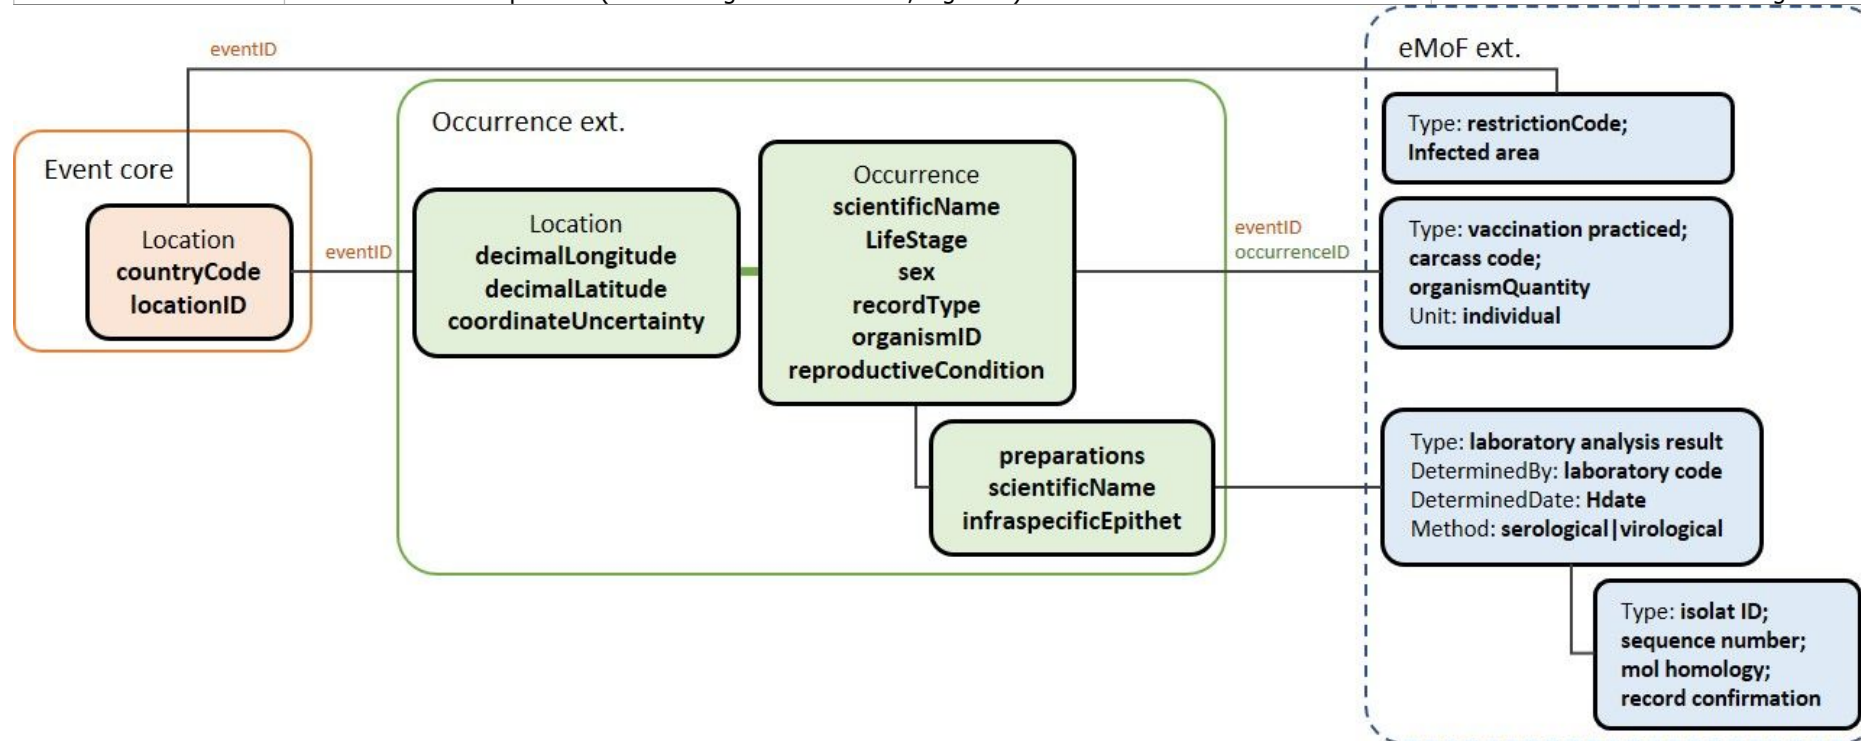 eventID
eMoF ext.
Type: restrictionCode;
Infected area
Occurrence ext.
Event core
Location
countryCode
locationID
eventID
Location
decimalLongitude
decimalLatitude
coordinateUncertainty
Occurrence
scientificName
LifeStage
sex
recordType
organismID
reproductiveCondition
eventID
occurrenceID
Type: vaccination practiced;
carcass code;
organismQuantity
Unit: individual
preparations
scientificName
infraspecificEpithet
Type: laboratory analysis result
DeterminedBy: laboratory code
DeterminedDate: Hdate
Method: serological|virological
Type: isolat ID;
sequence number;
mol homology;
record confirmation